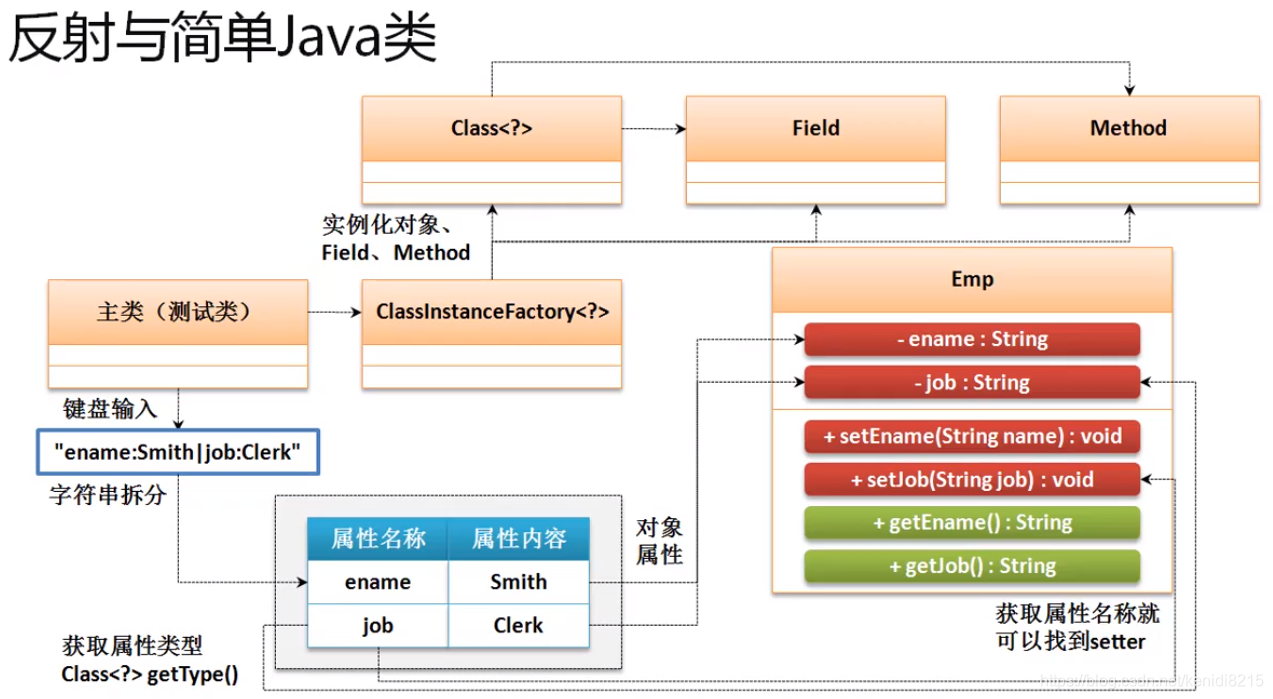 反射与简单Java类
Class<?>
Field
Method
实例化对象、
Field、Method
主类（测试类）
ClassInstanceFactory<?>
Emp
- ename : String
- job : String
+ setEname(String name) : void
+ setJob(String job) : void
+ getEname() : String
+ getJob() : String
键盘输入
"ename:Smith|job:Clerk"
字符串拆分
属性名称 属性内容
ename Smith
job Clerk
对象
属性
获取属性名称就
可以找到setter
获取属性类型
Class<?> getType()
https://blog.csdn.net/kanidi8215